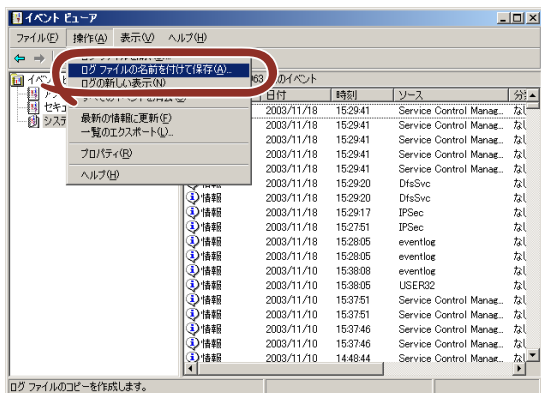 イベント ビューア
ファイル(F) 操作(A) 表示(V) ヘルプ(H)
ログ ファイルの名前を付けて保存(A)...
ログの新しい表示(N)
最新の情報に更新(F)
一覧のエクスポート(L)...
プロパティ(R)
ヘルプ(H)
のイベント
日付 時刻 ソース
2003/11/18 15:29:41 Service Control Manag... なし
2003/11/18 15:29:41 Service Control Manag... なし
2003/11/18 15:29:41 Service Control Manag... なし
2003/11/18 15:29:41 Service Control Manag... なし
2003/11/18 15:29:41 Service Control Manag... なし
情報 2003/11/18 15:29:20 DfsSvc なし
情報 2003/11/18 15:29:20 DfsSvc なし
情報 2003/11/18 15:29:17 IPSec なし
情報 2003/11/18 15:27:51 IPSec なし
情報 2003/11/18 15:28:05 eventlog なし
情報 2003/11/18 15:28:05 eventlog なし
情報 2003/11/10 15:38:08 eventlog なし
情報 2003/11/10 15:38:05 USER32 なし
情報 2003/11/10 15:37:51 Service Control Manag... なし
情報 2003/11/10 15:37:51 Service Control Manag... なし
情報 2003/11/10 15:37:46 Service Control Manag... なし
情報 2003/11/10 15:37:46 Service Control Manag... なし
情報 2003/11/10 14:48:44 Service Control Manag... なし
ログ ファイルのコピーを作成します。